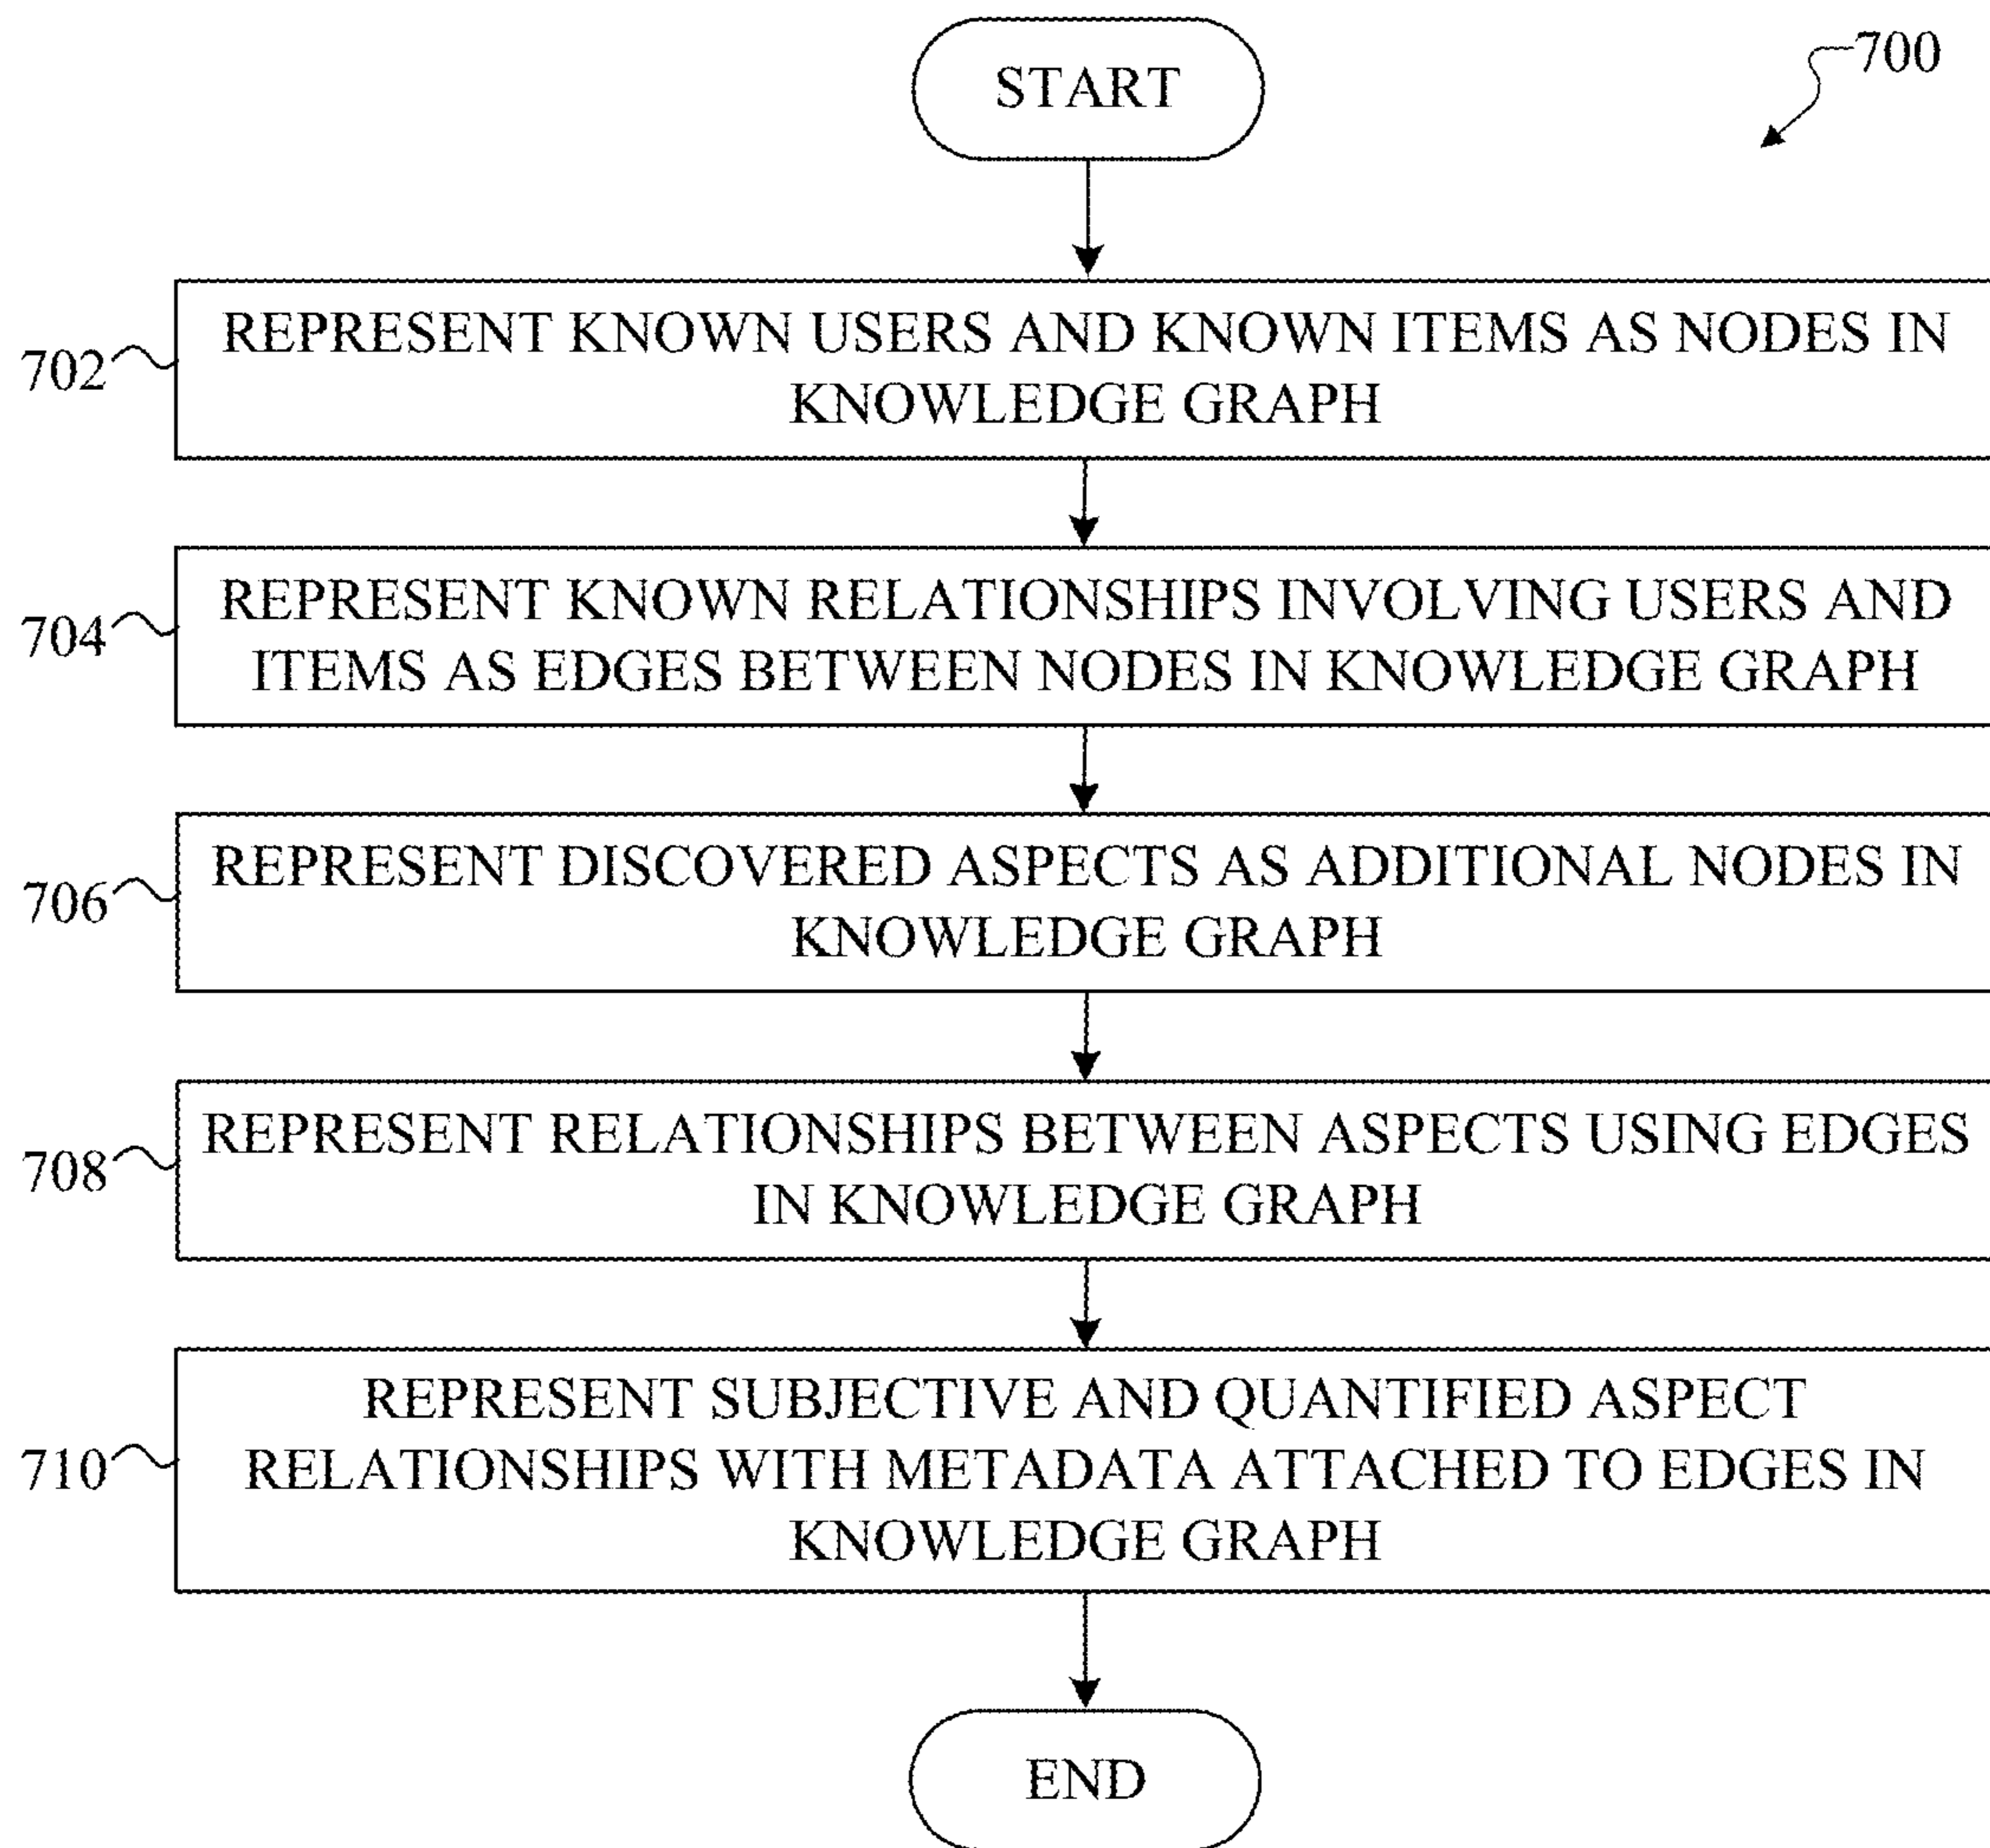 START
700
702
REPRESENT KNOWN USERS AND KNOWN ITEMS AS NODES IN
KNOWLEDGE GRAPH
704
REPRESENT KNOWN RELATIONSHIPS INVOLVING USERS AND
ITEMS AS EDGES BETWEEN NODES IN KNOWLEDGE GRAPH
706
REPRESENT DISCOVERED ASPECTS AS ADDITIONAL NODES IN
KNOWLEDGE GRAPH
708
REPRESENT RELATIONSHIPS BETWEEN ASPECTS USING EDGES
IN KNOWLEDGE GRAPH
710
REPRESENT SUBJECTIVE AND QUANTIFIED ASPECT
RELATIONSHIPS WITH METADATA ATTACHED TO EDGES IN
KNOWLEDGE GRAPH
END